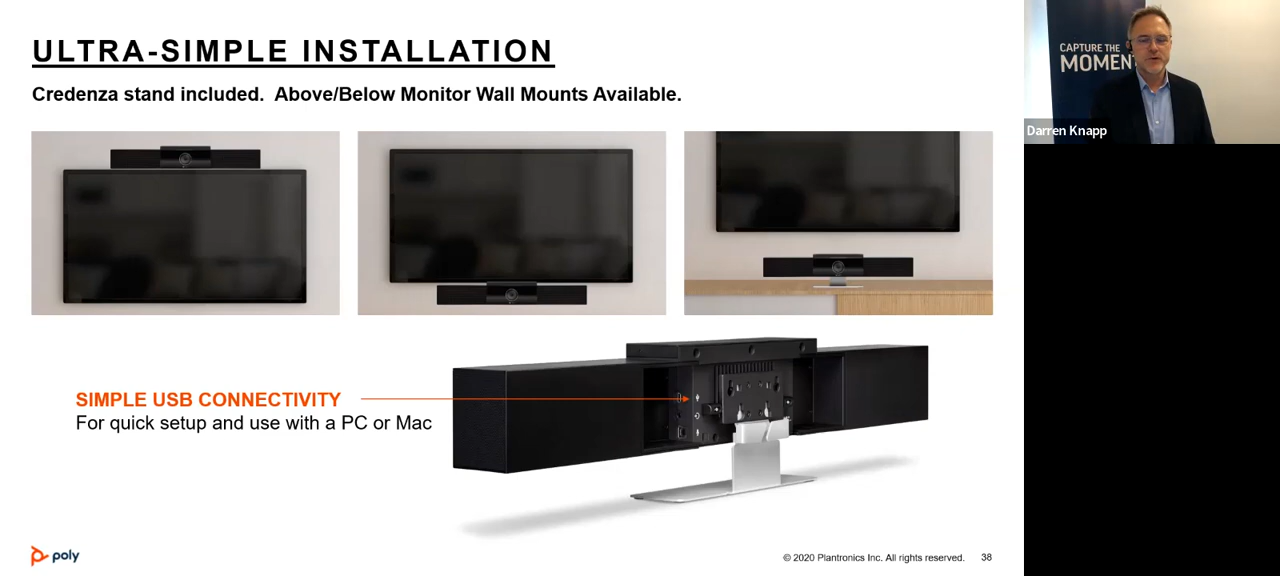 ULTRA-SIMPLE INSTALLATION
Credenza stand included.  Above/Below Monitor Wall Mounts Available.
SIMPLE USB CONNECTIVITY
For quick setup and use with a PC or Mac
poly
© 2020 Plantronics Inc. All rights reserved.
38
CAPTURE THE
MOMEN
Darren Knapp